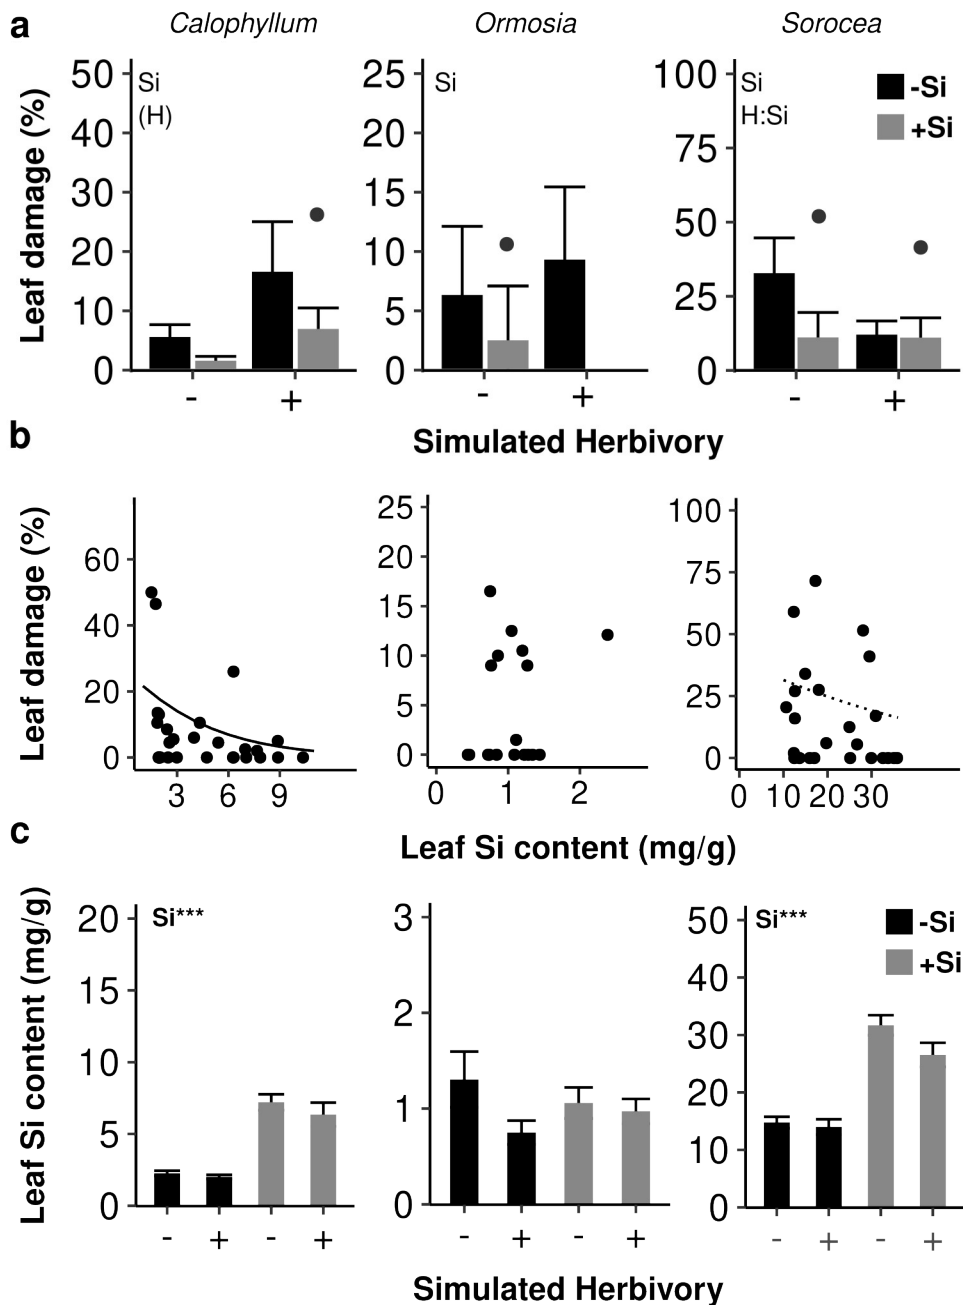 a
Calophyllum
Ormosia
Sorocea
Leaf damage (%)
50
40
30
20
10
0
Si
(H)
-
+
25
20
15
10
5
0
Si
-
+
100
75
50
25
0
Si
H:Si
-Si
+Si
-
+
Simulated Herbivory
b
Leaf damage (%)
60
40
20
0
3 6 9
25
20
15
10
5
0
0 1 2
100
75
50
25
0
0 10 20 30
Leaf Si content (mg/g)
c
Leaf Si content (mg/g)
20
15
10
5
0
Si***
- + - +
3
2
1
0
- + - +
50
40
30
20
10
0
Si***
-Si
+Si
- + - +
Simulated Herbivory